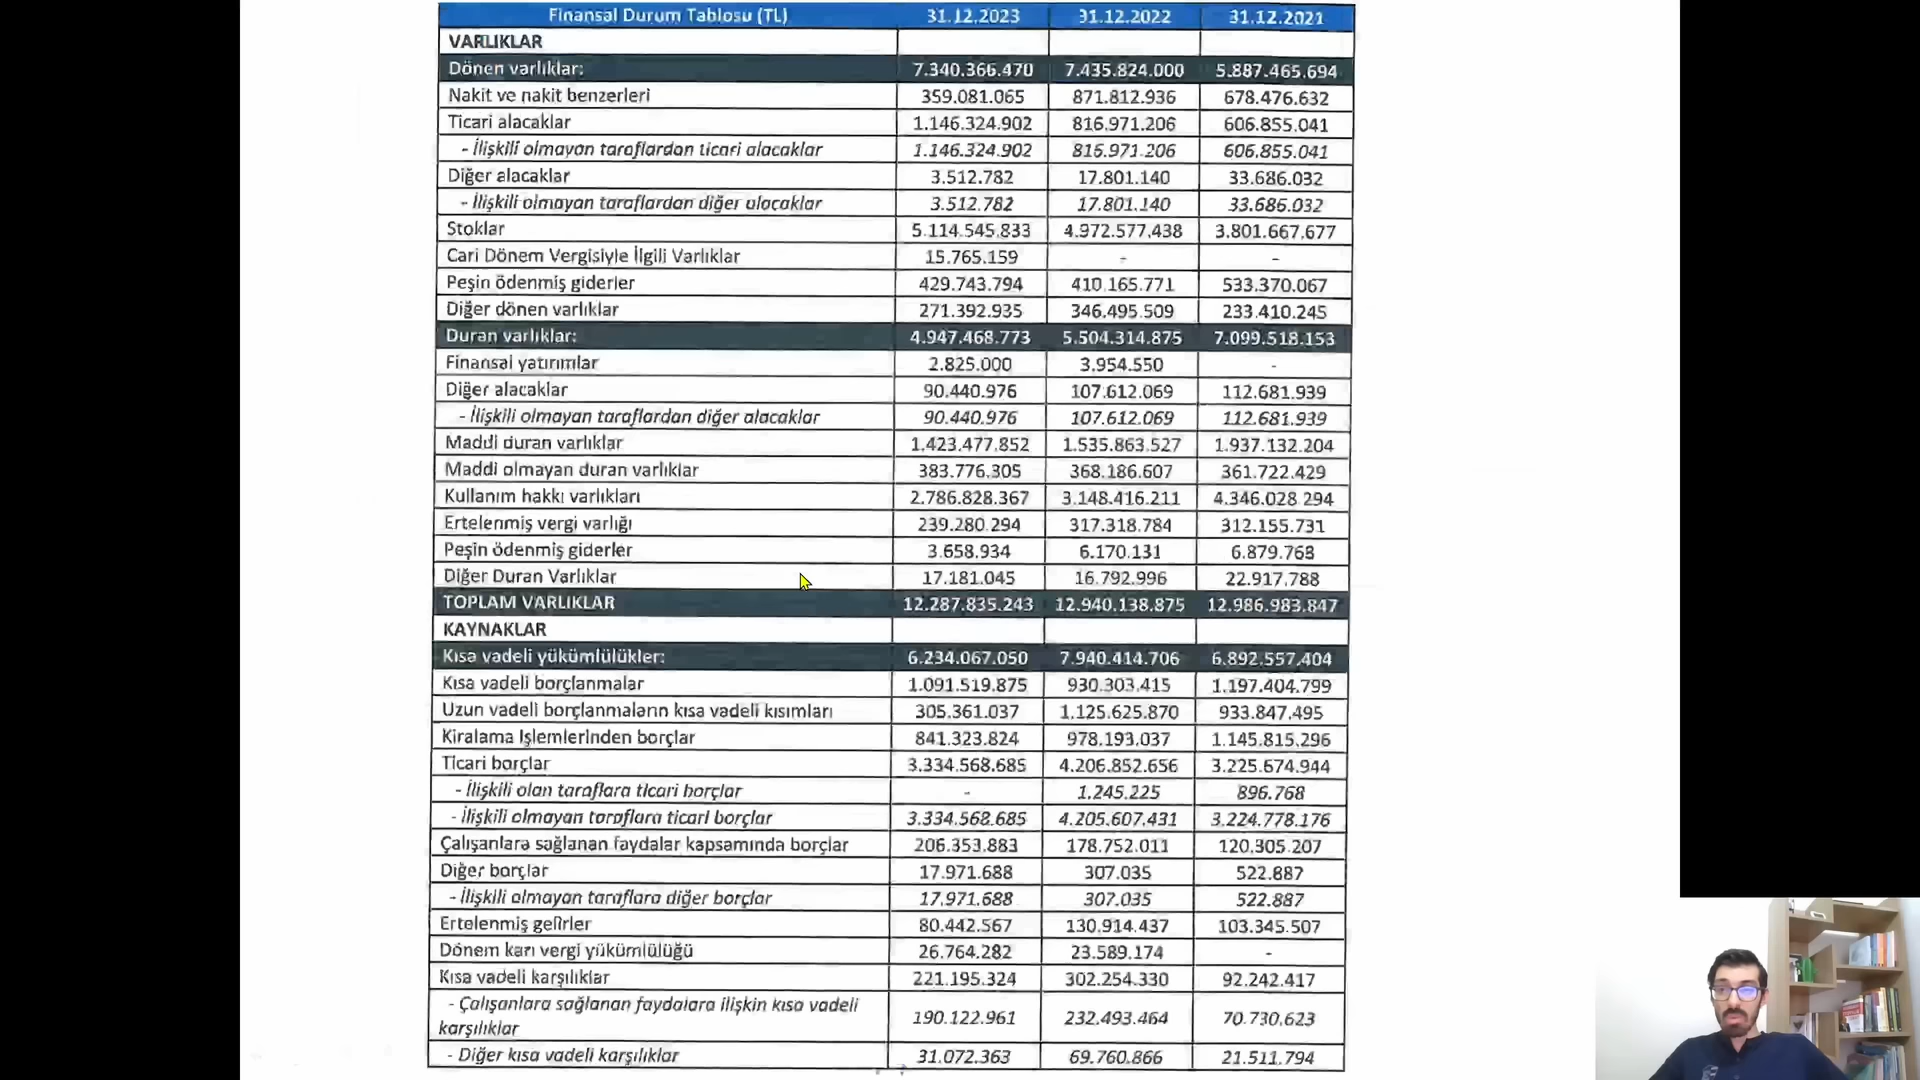 Finansal Durum Tablosu (TL) 31.12.2023 31.12.2022 31.12.2021
VARLIKLAR
Dönen varlıklar: 7.340.366.470 7.435.824.000 5.887.465.694
Nakit ve nakit benzerleri 359.081.065 871.812.936 678.476.632
Ticari alacaklar 1.146.324.902 816.971.206 606.855.041
- İlişkili olmayan taraflardan ticari alacaklar 1.146.324.902 816.971.206 606.855.041
Diğer alacaklar 3.512.782 17.801.140 33.686.032
- İlişkili olmayan taraflardan diğer alacaklar 3.512.782 17.801.140 33.686.032
Stoklar 5.114.545.833 4.972.577.438 3.801.667.677
Cari Dönem Vergisiyle İlgili Varlıklar 15.765.159 - -
Peşin ödenmiş giderler 429.743.794 410.165.771 533.370.067
Diğer dönen varlıklar 271.392.935 346.495.509 233.410.245
Duran varlıklar: 4.947.468.773 5.504.314.875 7.099.518.153
Finansal yatırımlar 2.825.000 3.954.550 -
Diğer alacaklar 90.440.976 107.612.069 112.681.939
- İlişkili olmayan taraflardan diğer alacaklar 90.440.976 107.612.069 112.681.939
Maddi duran varlıklar 1.423.477.852 1.535.863.527 1.937.132.204
Maddi olmayan duran varlıklar 383.776.305 368.186.607 361.722.429
Kullanım hakkı varlıkları 2.786.828.367 3.148.416.211 4.346.028.294
Ertelenmiş vergi varlığı 239.280.294 317.318.784 312.155.731
Peşin ödenmiş giderler 3.658.934 6.170.131 6.879.768
Diğer Duran Varlıklar 17.181.045 16.792.996 22.917.788
TOPLAM VARLIKLAR 12.287.835.243 12.940.138.875 12.986.983.847
KAYNAKLAR
Kısa vadeli yükümlülükler: 6.234.067.050 7.940.414.706 6.892.557.404
Kısa vadeli borçlanmalar 1.091.519.875 930.303.415 1.197.404.799
Uzun vadeli borçlanmaların kısa vadeli kısımları 305.361.037 1.125.625.870 933.847.495
Kiralama İşlemlerinden borçlar 841.323.824 978.193.037 1.145.815.296
Ticari borçlar 3.334.568.685 4.206.852.656 3.225.674.944
- İlişkili olan taraflara ticari borçlar - 1.245.225 896.768
- İlişkili olmayan taraflara ticari borçlar 3.334.568.685 4.205.607.431 3.224.778.176
Çalışanlara sağlanan faydalar kapsamında borçlar 206.353.883 178.752.011 120.305.207
Diğer borçlar 17.971.688 307.035 522.887
- İlişkili olmayan taraflara diğer borçlar 17.971.688 307.035 522.887
Ertelenmiş gelirler 80.442.567 130.914.437 103.345.507
Dönem karı vergi yükümlülüğü 26.764.282 23.589.174 -
Kısa vadeli karşılıklar 221.195.324 302.254.330 92.242.417
- Çalışanlara sağlanan faydalara ilişkin kısa vadeli
karşılıklar 190.122.961 232.493.464 70.730.623
- Diğer kısa vadeli karşılıklar 31.072.363 69.760.866 21.511.794